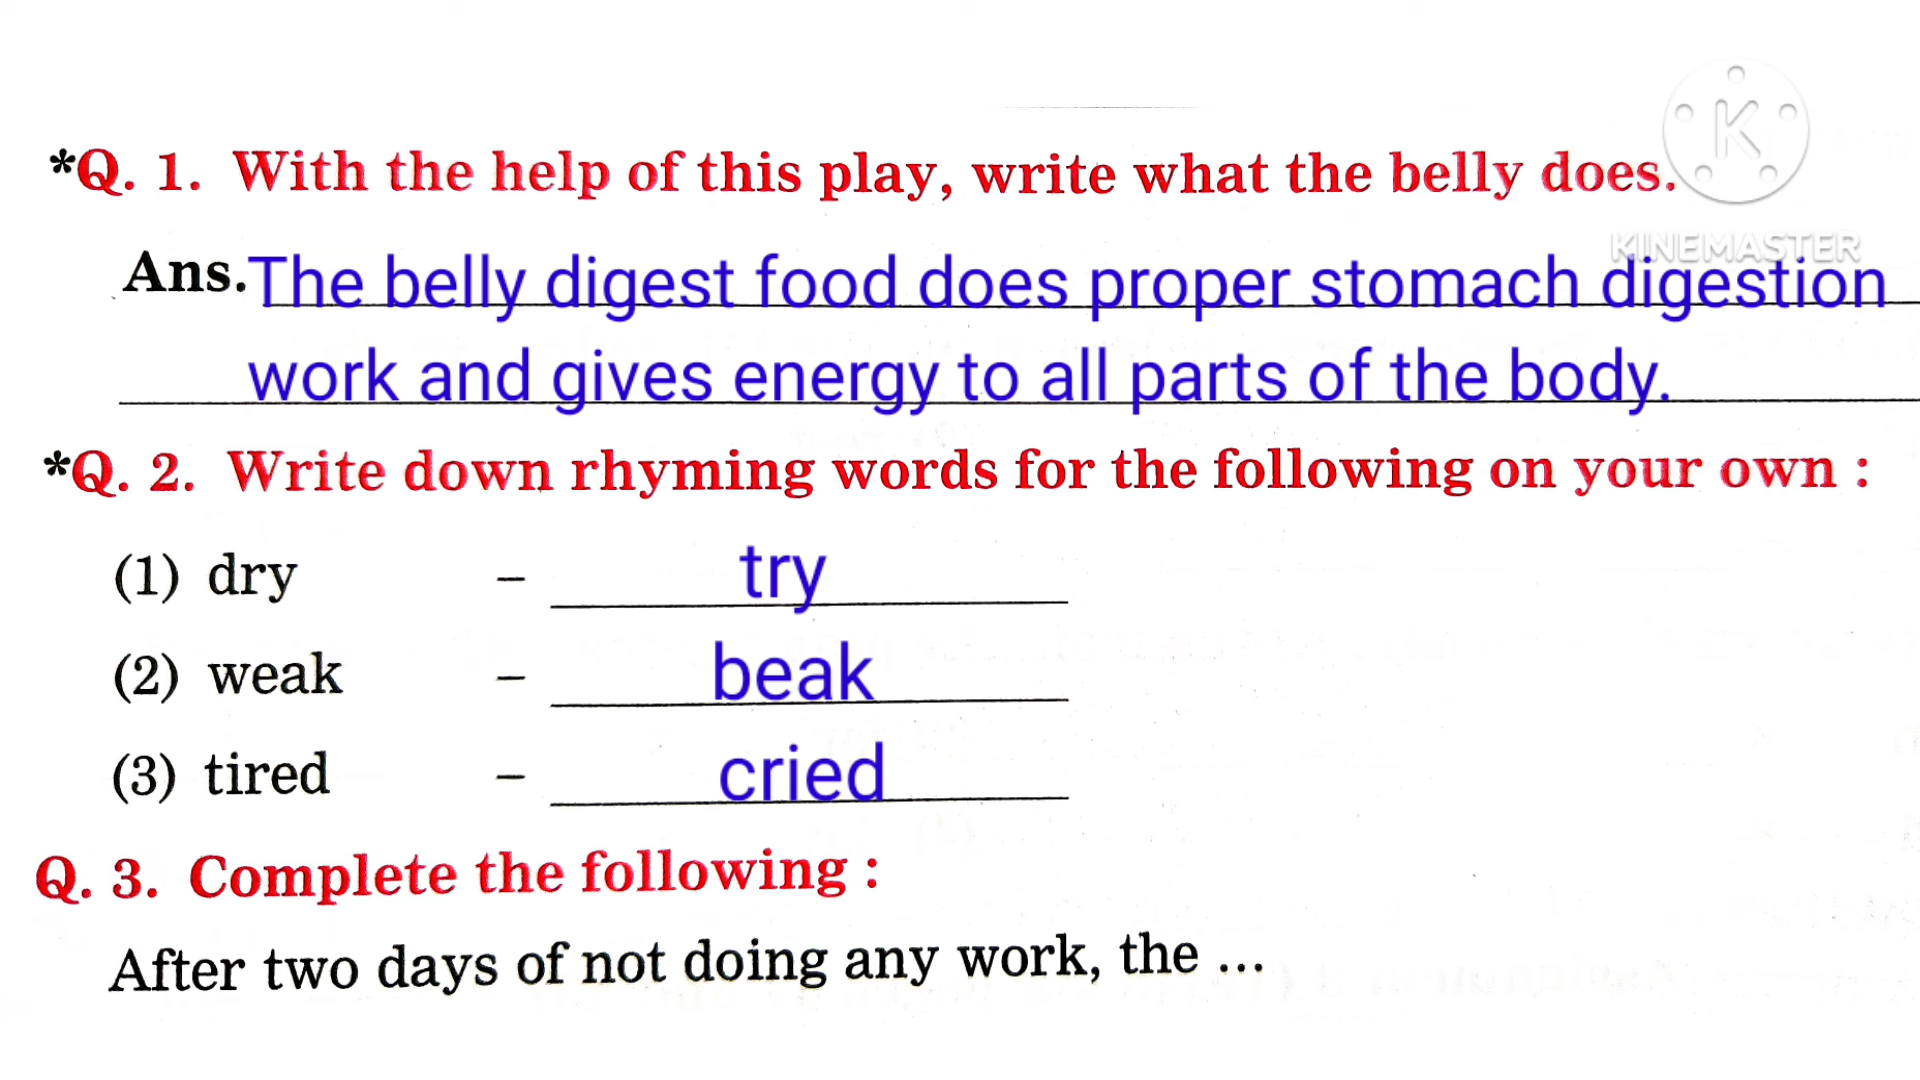 *Q. 1. With the help of this play, write what the belly does.
K
KINEMASTER
Ans. The belly digest food does proper stomach digestion
work and gives energy to all parts of the body.
*Q. 2. Write down rhyming words for the following on your own :
(1) dry – try
(2) weak – beak
(3) tired – cried
Q. 3. Complete the following :
After two days of not doing any work, the ...